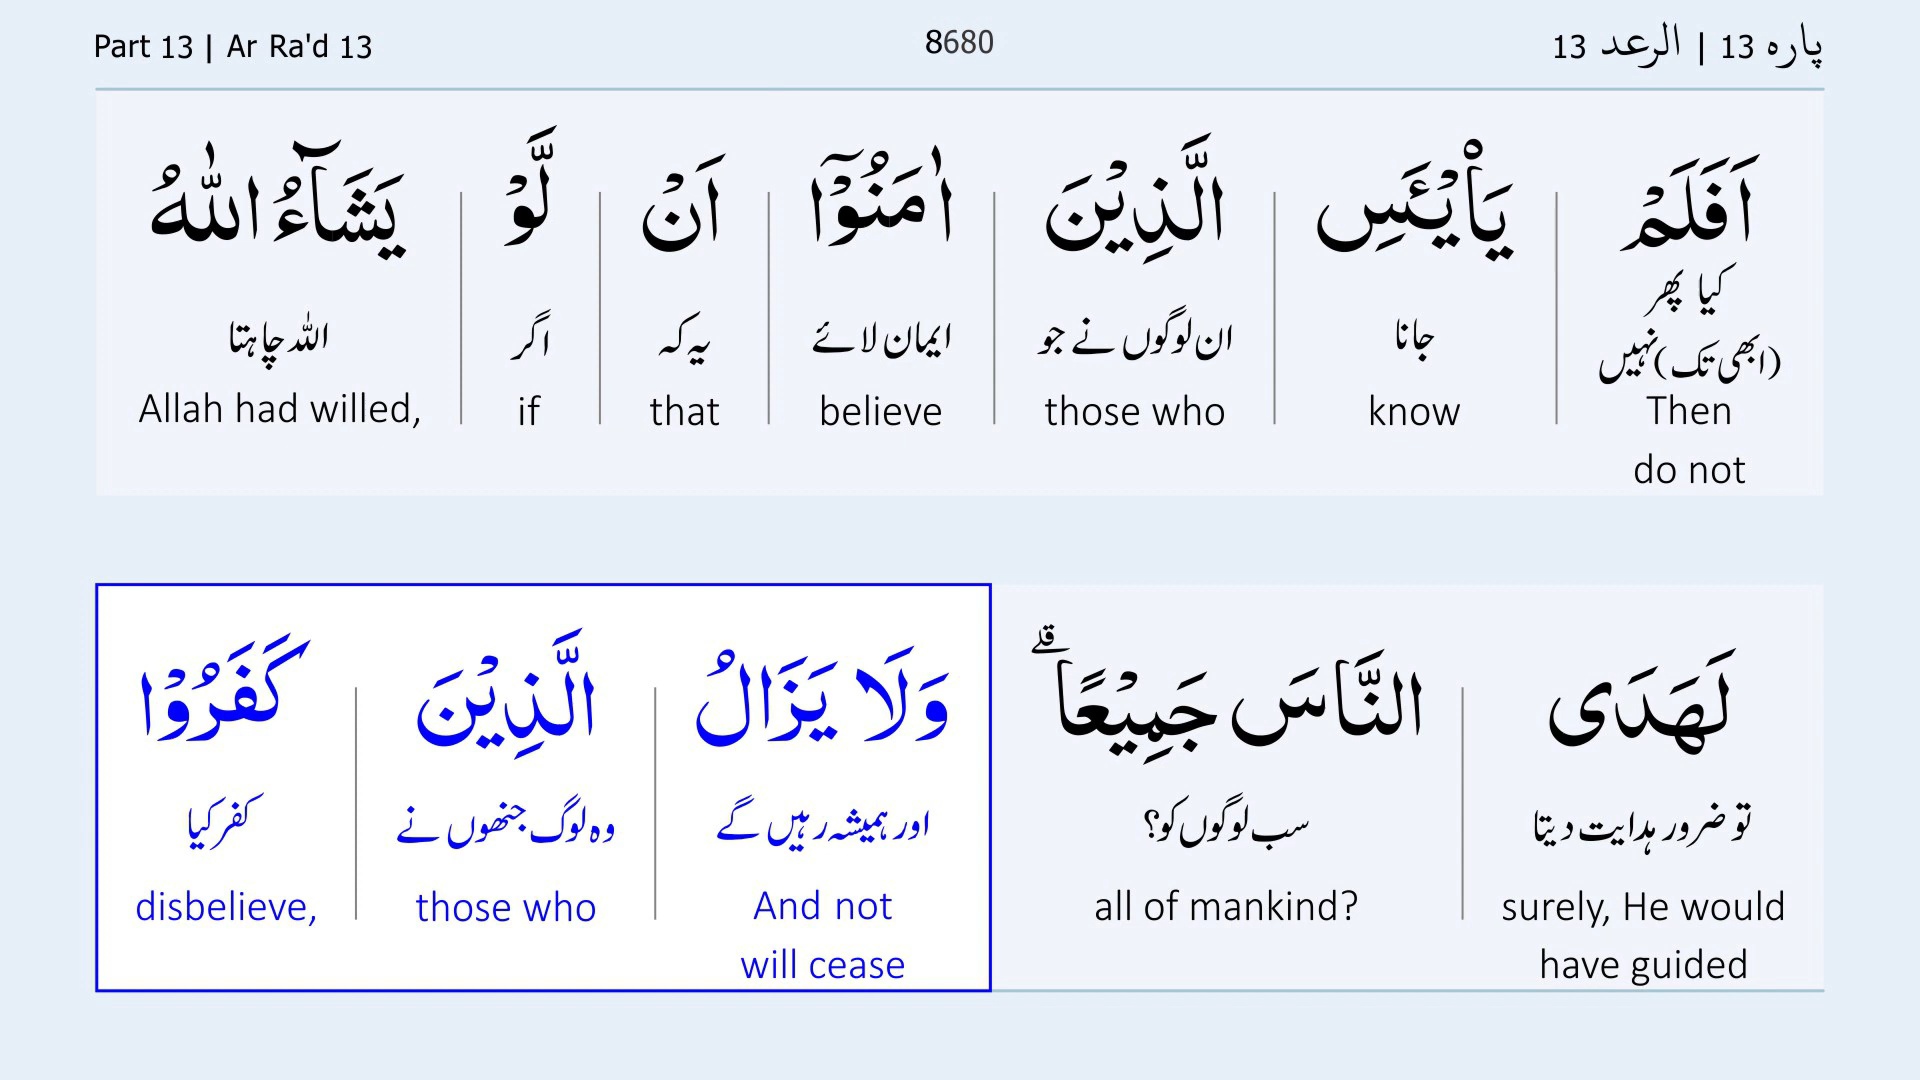 Part 13 | Ar Ra'd 13 8680 پارہ 13 | الرعد 13
اَفَلَمْ يَا۟يْـَٔسِ الَّذِيْنَ اٰمَنُوْۤا اَنْ لَّوْ يَشَآءُ اللّٰهُ
کیا پھر
(ابھی تک) نہیں جانا ان لوگوں نے جو ایمان لائے یہ کہ اگر اللہ چاہتا
Then know those who believe that if Allah had willed,
do not
لَهَدَى النَّاسَ جَمِيْعًا ۗ وَلَا يَزَالُ الَّذِيْنَ كَفَرُوْا
تو ضرور ہدایت دیتا سب لوگوں کو؟ اور ہمیشہ رہیں گے وہ لوگ جنھوں نے کفر کیا
surely, He would all of mankind? And not those who disbelieve,
have guided will cease